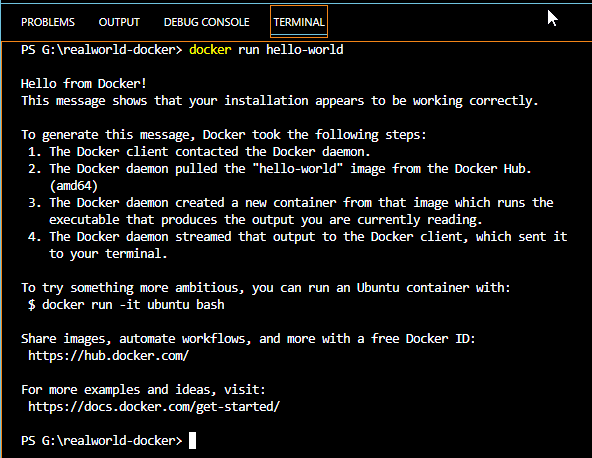 PROBLEMS OUTPUT DEBUG CONSOLE TERMINAL
PS G:\realworld-docker> docker run hello-world
Hello from Docker!
This message shows that your installation appears to be working correctly.
To generate this message, Docker took the following steps:
1. The Docker client contacted the Docker daemon.
2. The Docker daemon pulled the "hello-world" image from the Docker Hub.
(amd64)
3. The Docker daemon created a new container from that image which runs the
executable that produces the output you are currently reading.
4. The Docker daemon streamed that output to the Docker client, which sent it
to your terminal.
To try something more ambitious, you can run an Ubuntu container with:
$ docker run -it ubuntu bash
Share images, automate workflows, and more with a free Docker ID:
https://hub.docker.com/
For more examples and ideas, visit:
https://docs.docker.com/get-started/
PS G:\realworld-docker>